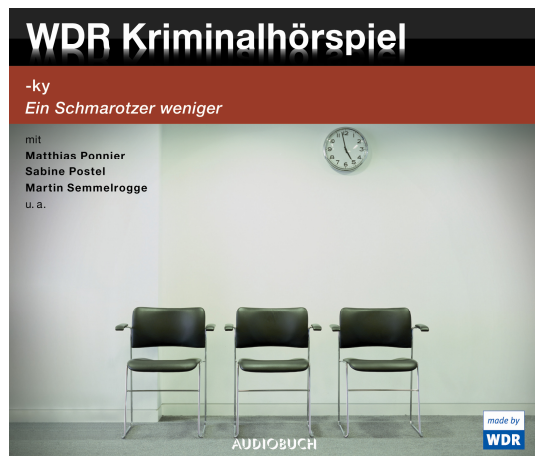 WDR Kriminalhörspiel
-ky
Ein Schmarotzer weniger
mit
Matthias Ponnier
Sabine Postel
Martin Semmelrogge
u. a.
AUDIOBUCH
made by
WDR